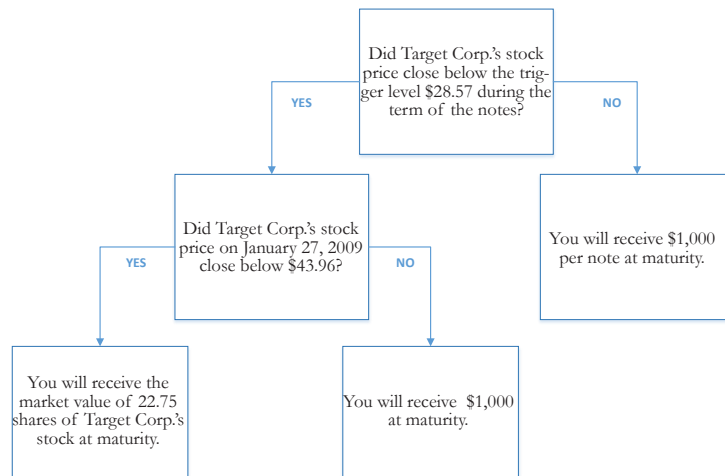 Did Target Corp.'s stock
price close below the trig-
ger level $28.57 during the
term of the notes?
YES
NO
Did Target Corp.'s stock
price on January 27, 2009
close below $43.96?
You will receive $1,000
per note at maturity.
YES
NO
You will receive the
market value of 22.75
shares of Target Corp.'s
stock at maturity.
You will receive $1,000
at maturity.